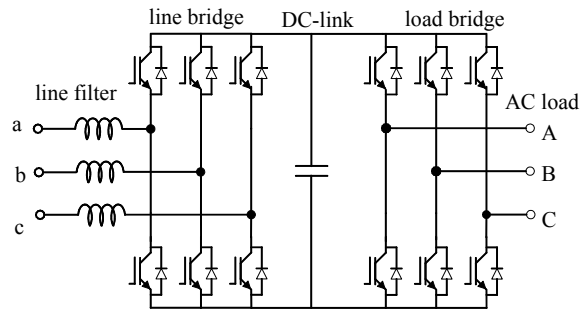 line bridge
DC-link
load bridge
line filter
AC load
a
A
b
B
c
C